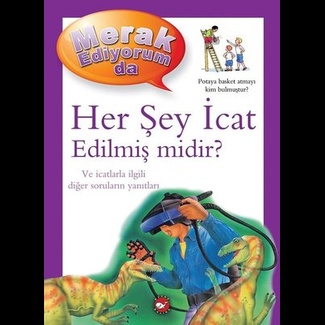 Merak
Ediyorum
da
Potaya basket atmayı
kim bulmuştur?
Her Şey İcat
Edilmiş midir?
Ve icatlarla ilgili
diğer soruların yanıtları